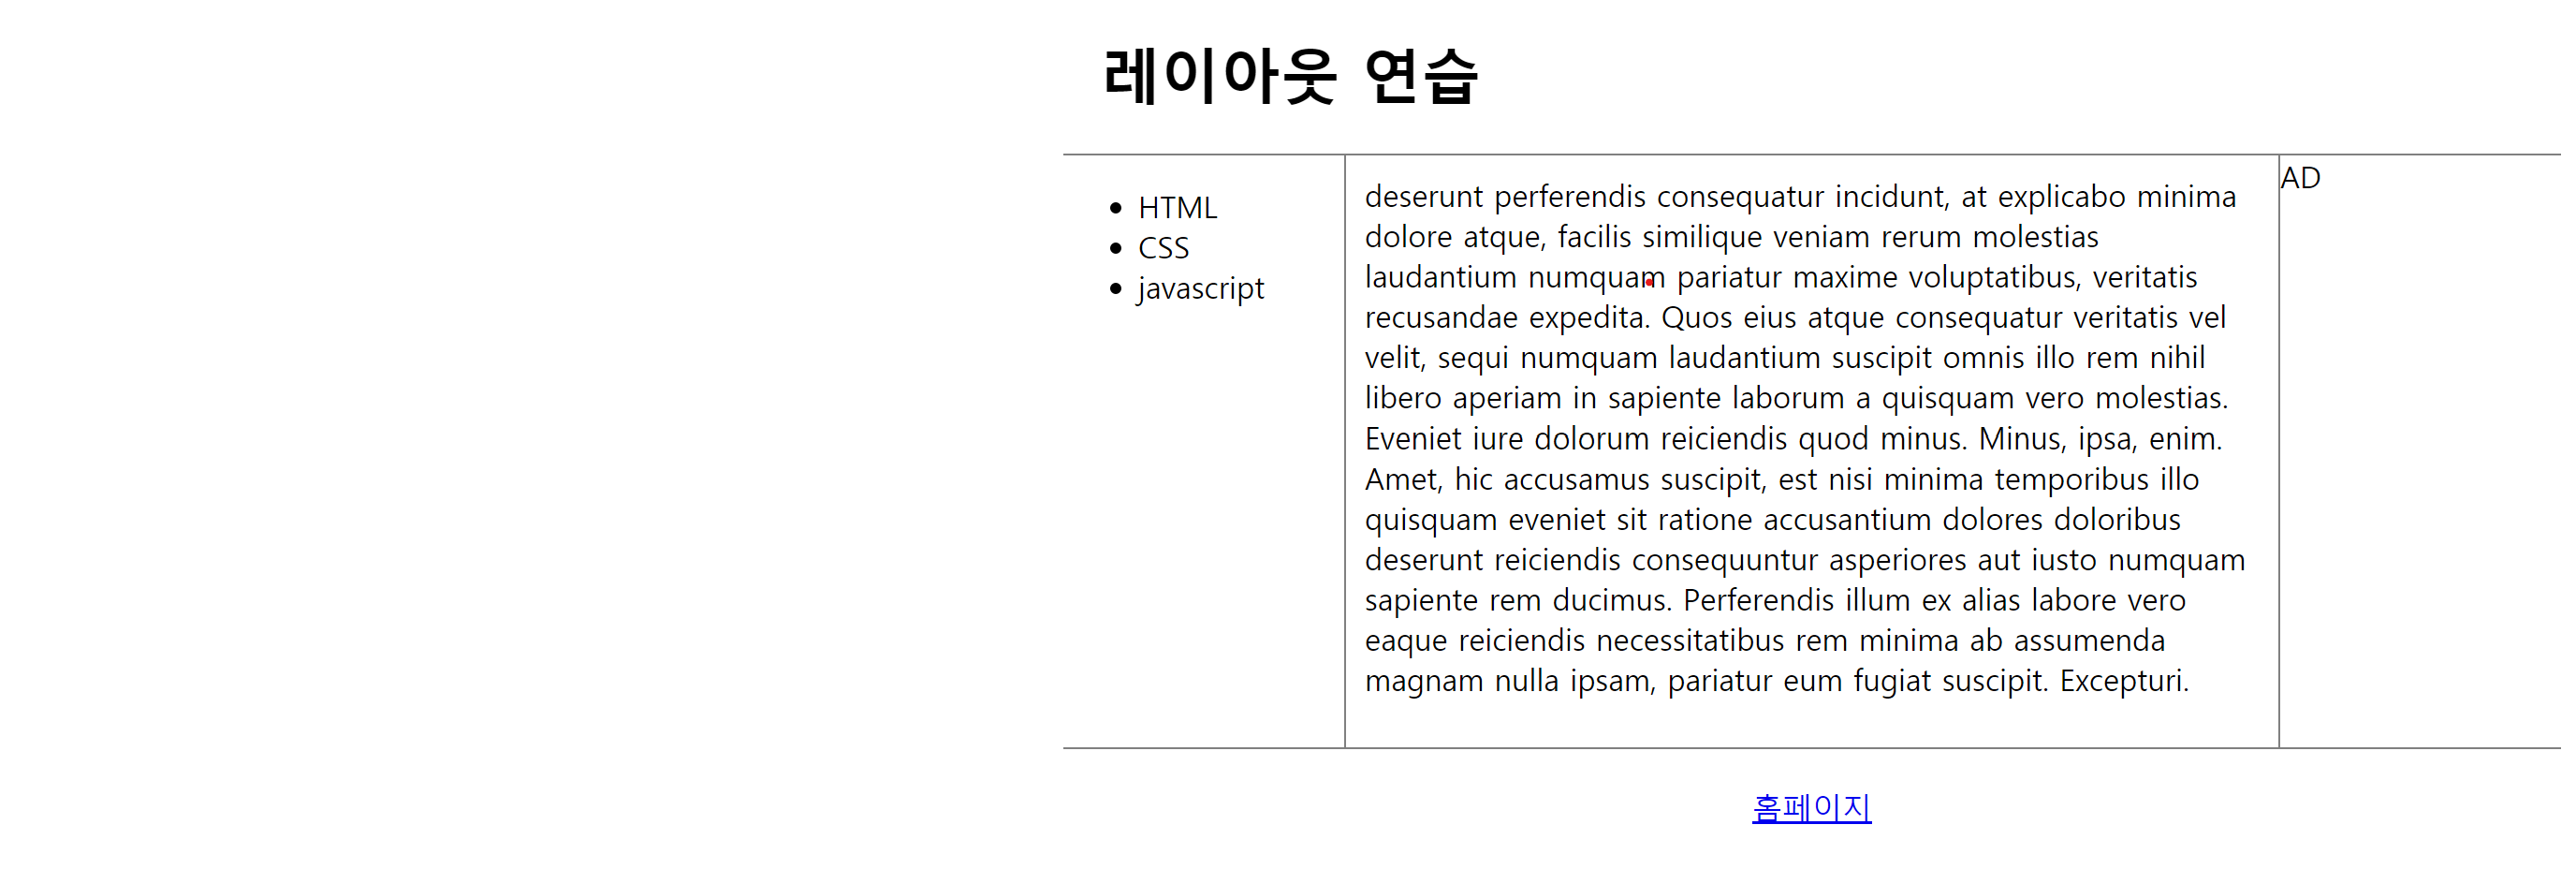 레이아웃 연습
HTML
CSS
javascript
deserunt perferendis consequatur incidunt, at explicabo minima
dolore atque, facilis similique veniam rerum molestias
laudantium numquam pariatur maxime voluptatibus, veritatis
recusandae expedita. Quos eius atque consequatur veritatis vel
velit, sequi numquam laudantium suscipit omnis illo rem nihil
libero aperiam in sapiente laborum a quisquam vero molestias.
Eveniet iure dolorum reiciendis quod minus. Minus, ipsa, enim.
Amet, hic accusamus suscipit, est nisi minima temporibus illo
quisquam eveniet sit ratione accusantium dolores doloribus
deserunt reiciendis consequuntur asperiores aut iusto numquam
sapiente rem ducimus. Perferendis illum ex alias labore vero
eaque reiciendis necessitatibus rem minima ab assumenda
magnam nulla ipsam, pariatur eum fugiat suscipit. Excepturi.
AD
홈페이지